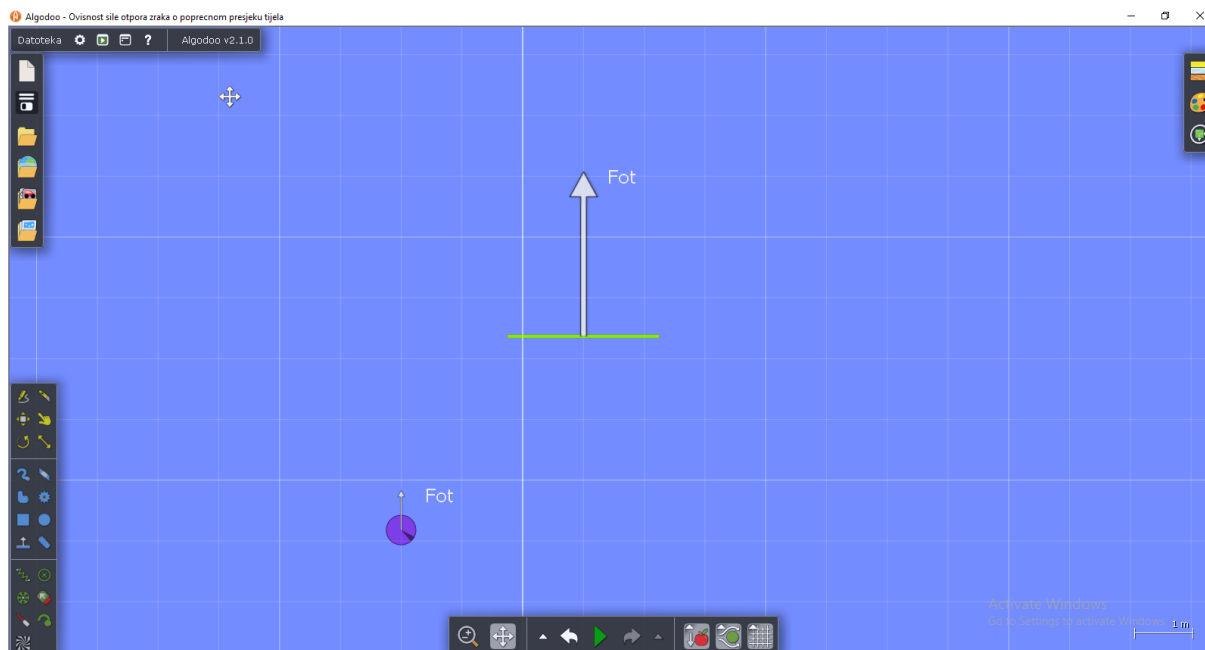 Algodoo - Ovisnost sile otpora zraka o poprecnom presjeku tijela
Datoteka ? Algodoo v2.1.0
Fot
Fot
Activate Windows
Go to Settings to activate Windows.
1 m